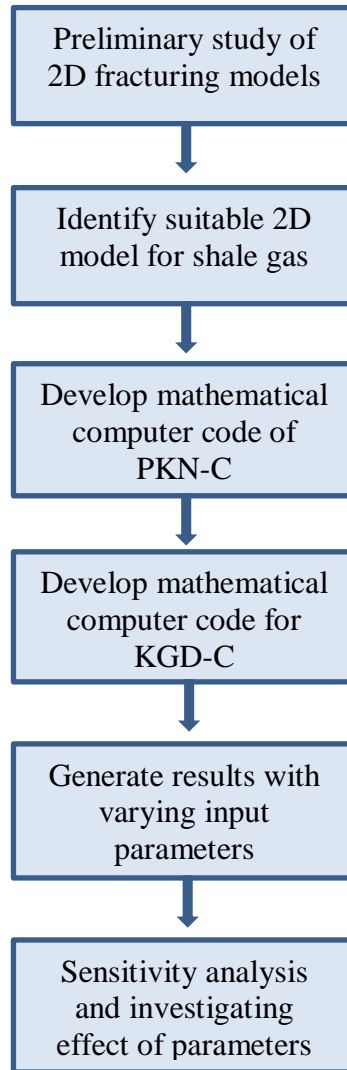 Preliminary study of
2D fracturing models
Identify suitable 2D
model for shale gas
Develop mathematical
computer code of
PKN-C
Develop mathematical
computer code for
KGD-C
Generate results with
varying input
parameters
Sensitivity analysis
and investigating
effect of parameters